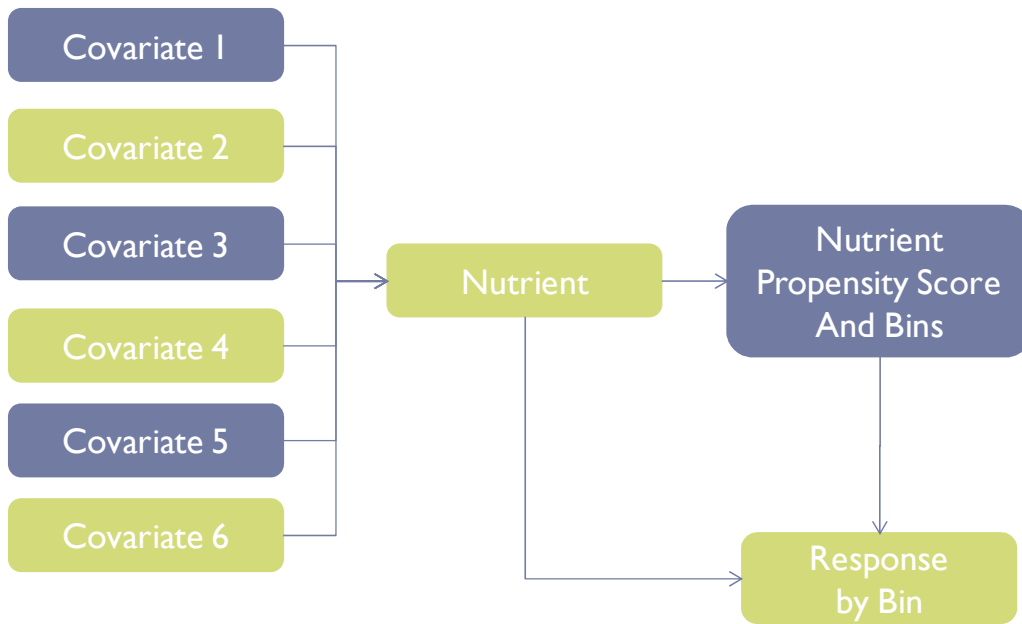 Covariate 1
Covariate 2
Covariate 3
Covariate 4
Covariate 5
Covariate 6
Nutrient
Nutrient
Propensity Score
And Bins
Response
by Bin